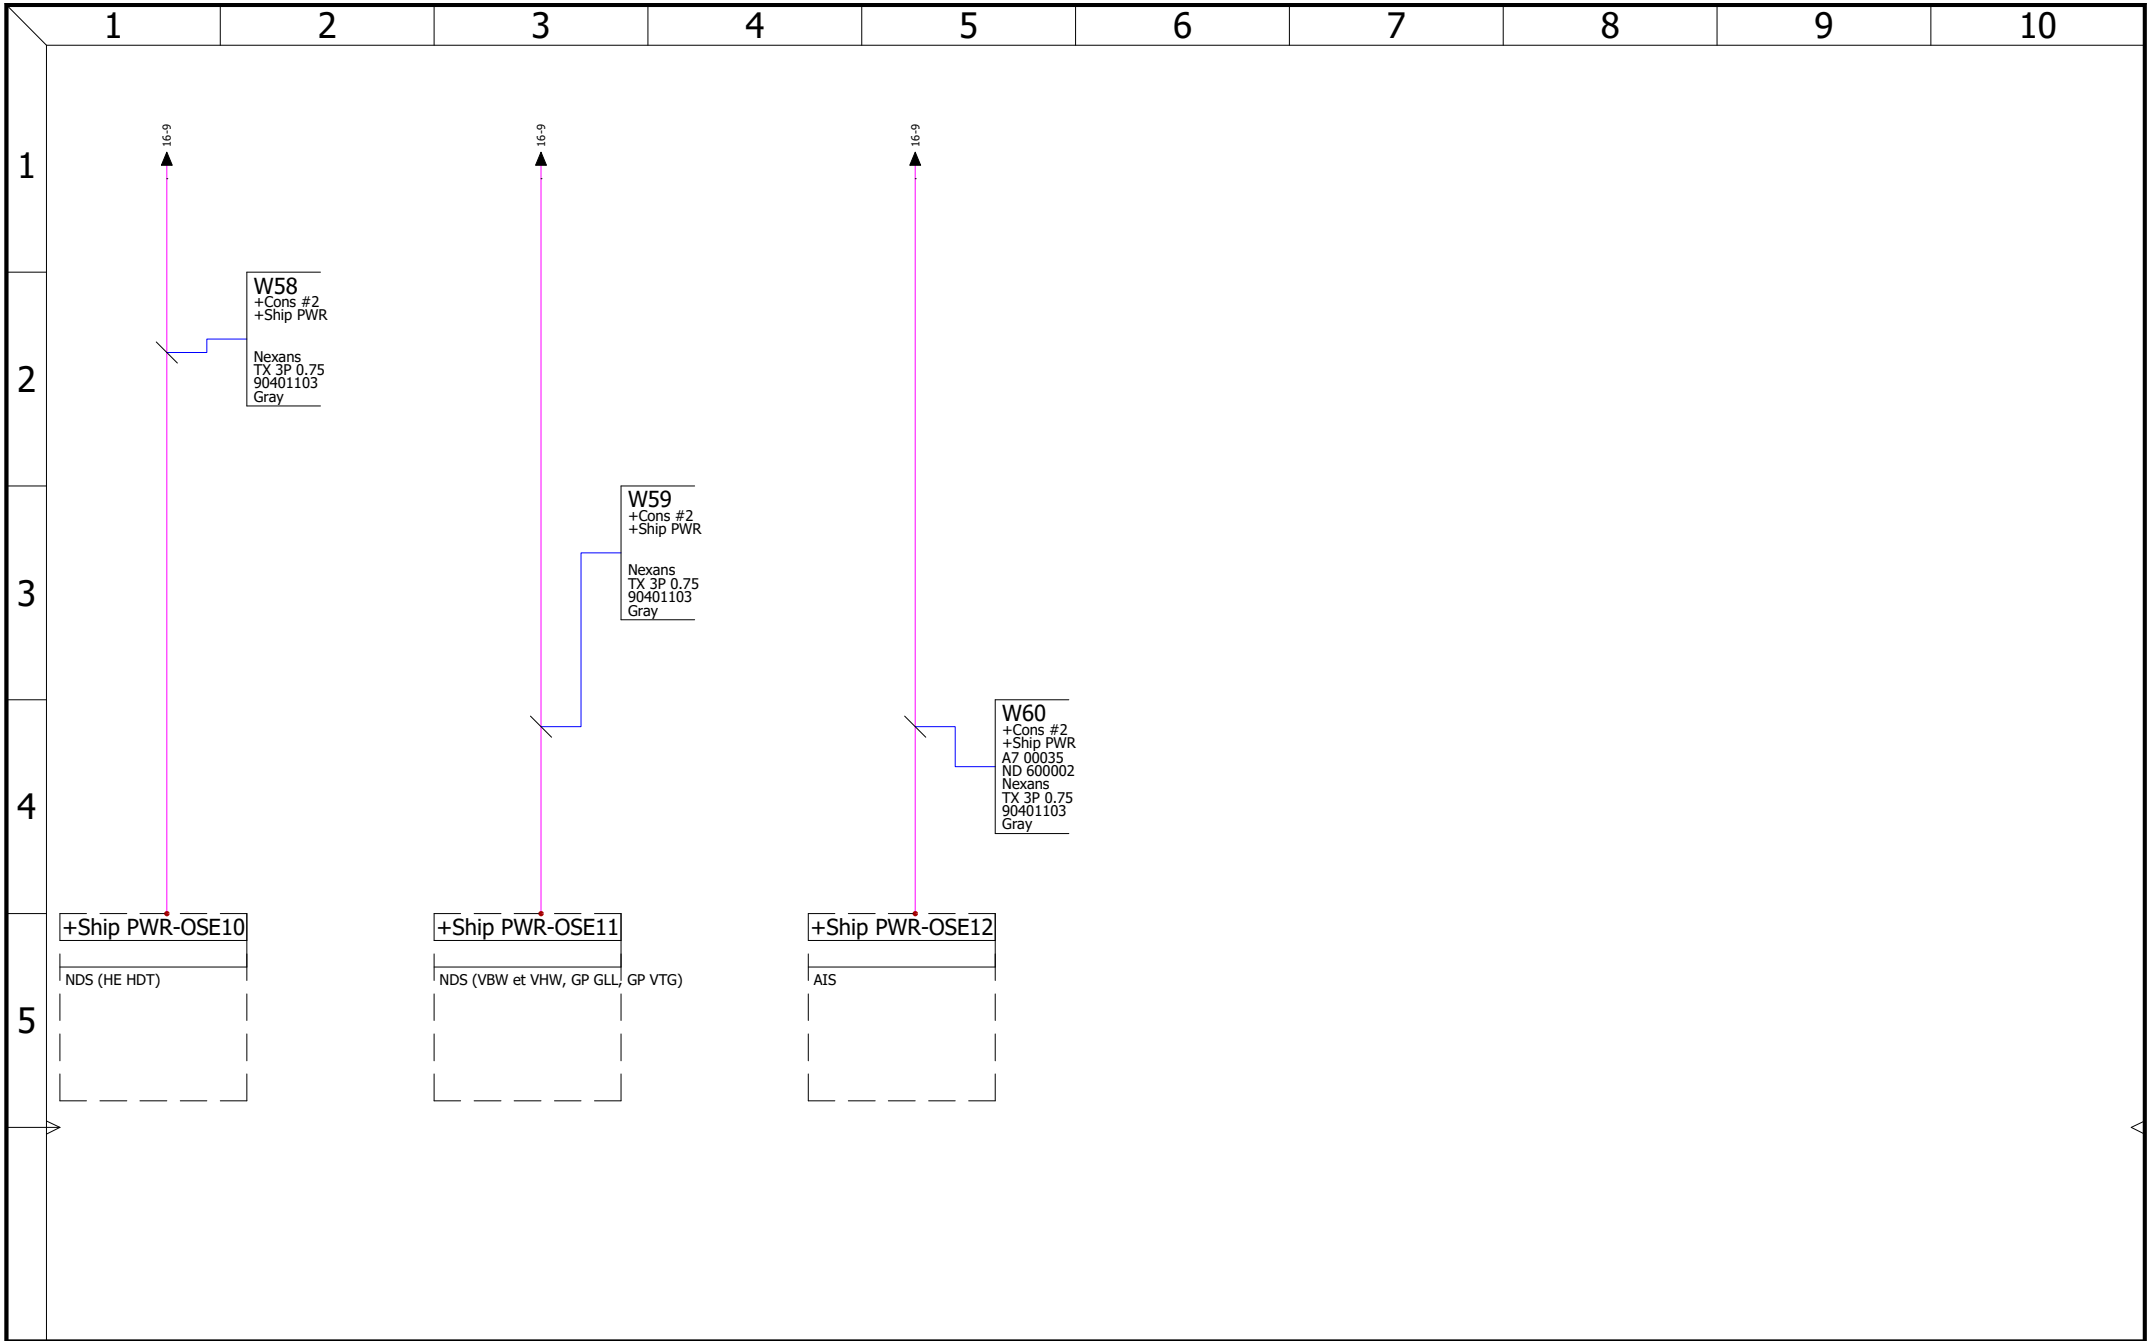 1 2 3 4 5 6 7 8 9 10
16-9 16-9 16-9
1
W58
+Cons #2
+Ship PWR
Nexans
TX 3P 0.75
90401103
Gray
2
W59
+Cons #2
+Ship PWR
Nexans
TX 3P 0.75
90401103
Gray
3
W60
+Cons #2
+Ship PWR
A7 00035
ND 600002
Nexans
TX 3P 0.75
90401103
Gray
4
+Ship PWR-OSE10
NDS (HE HDT)
+Ship PWR-OSE11
NDS (VBW et VHW, GP GLL, GP VTG)
+Ship PWR-OSE12
AIS
5